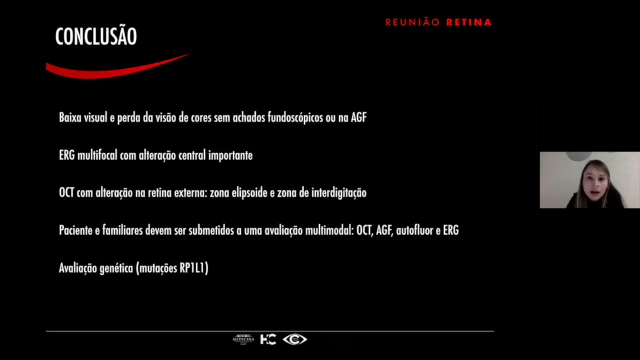 REUNIÃO RETINA
CONCLUSÃO
Baixa visual e perda da visão de cores sem achados fundoscópicos ou na AGF
ERG multifocal com alteração central importante
OCT com alteração na retina externa: zona elipsoide e zona de interdigitação
Paciente e familiares devem ser submetidos a uma avaliação multimodal: OCT, AGF, autofluor e ERG
Avaliação genética (mutações RP1L1)
MEDICINA
HC